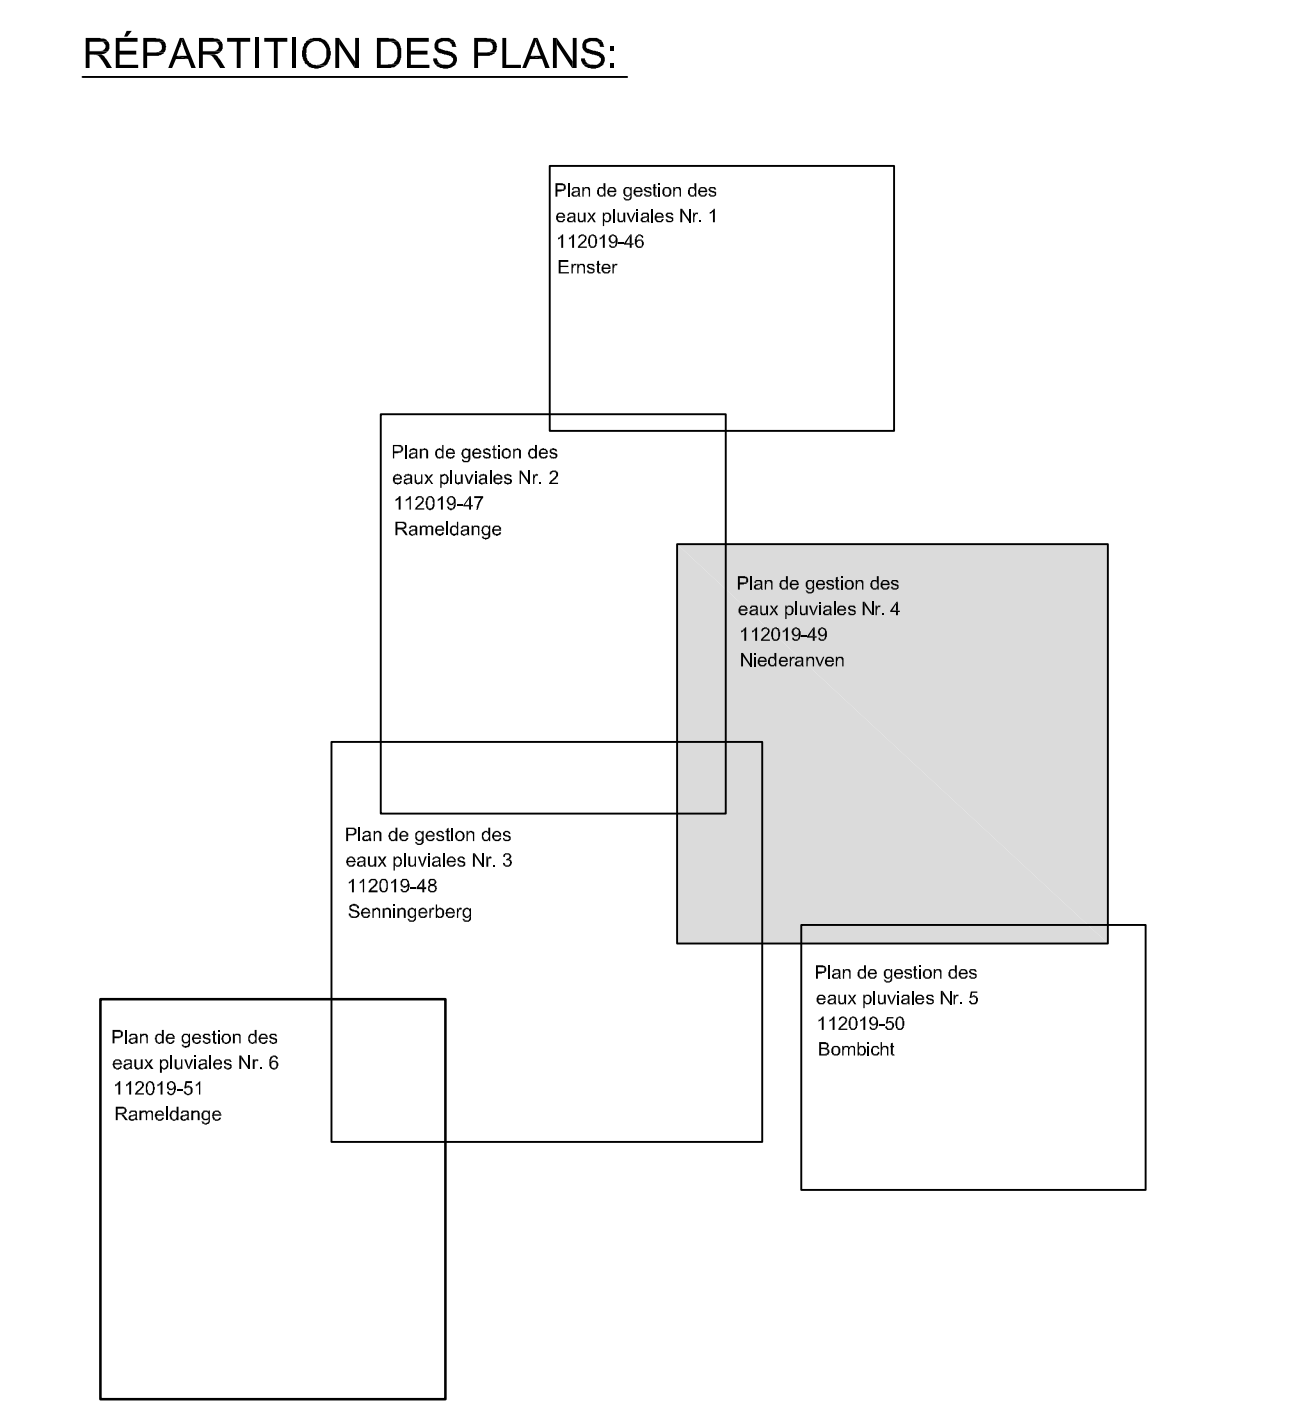 RÉPARTITION DES PLANS:
Plan de gestion des
eaux pluviales Nr. 1
112019-46
Ernster
Plan de gestion des
eaux pluviales Nr. 2
112019-47
Rameldange
Plan de gestion des
eaux pluviales Nr. 4
112019-49
Niederanven
Plan de gestion des
eaux pluviales Nr. 3
112019-48
Senningerberg
Plan de gestion des
eaux pluviales Nr. 5
112019-50
Bombicht
Plan de gestion des
eaux pluviales Nr. 6
112019-51
Rameldange